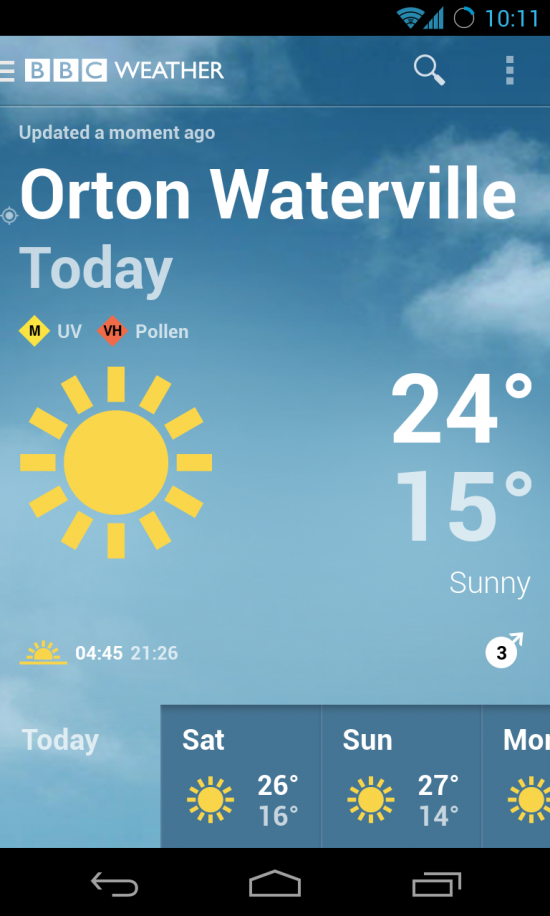 10:11
BBC WEATHER
Updated a moment ago
Orton Waterville
Today
M UV VH Pollen
24°
15°
Sunny
04:45 21:26
3
Today Sat Sun Mon
26° 27°
16° 14°